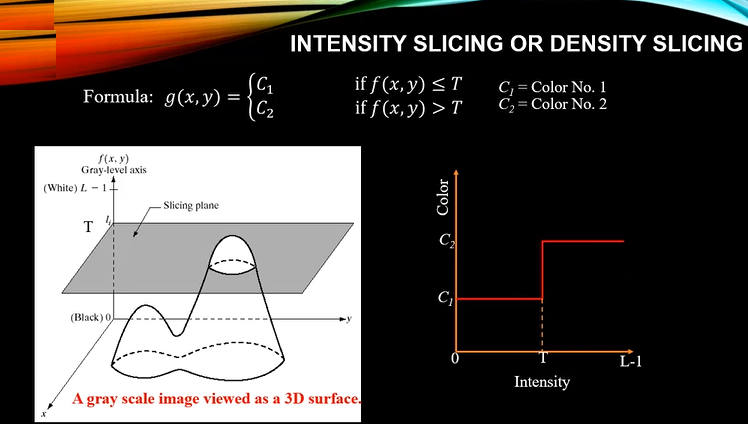 INTENSITY SLICING OR DENSITY SLICING
Formula: g(x, y) = { C₁ if f(x, y) ≤ T
C₂ if f(x, y) > T
C₁ = Color No. 1
C₂ = Color No. 2
f(x, y)
Gray-level axis
(White) L − 1
Slicing plane
T lᵢ
(Black) 0
y
x
A gray scale image viewed as a 3D surface.
Color
C₂
C₁
0 T L-1
Intensity